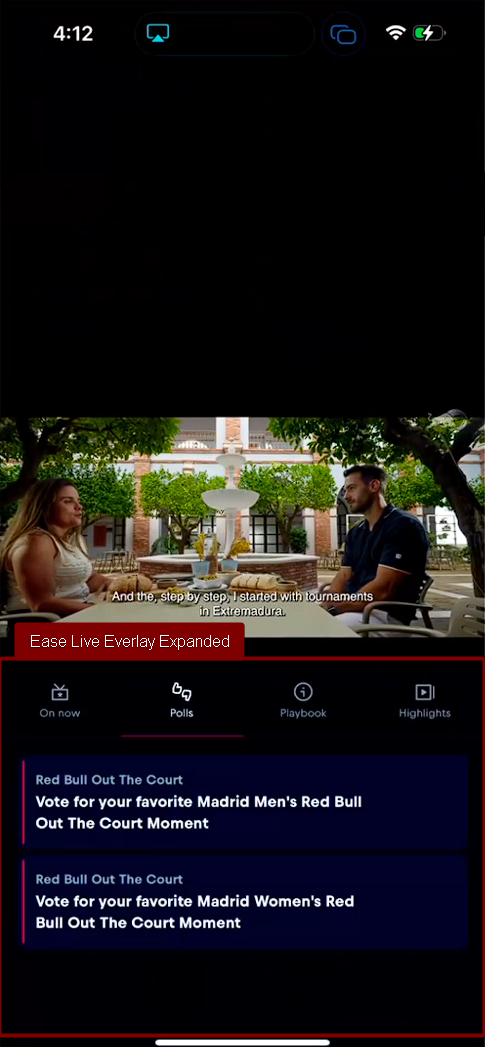 4:12
And the, step by step, I started with tournaments
in Extremadura.
Ease Live Everlay Expanded
On now
Polls
Playbook
Highlights
Red Bull Out The Court
Vote for your favorite Madrid Men's Red Bull
Out The Court Moment
Red Bull Out The Court
Vote for your favorite Madrid Women's Red
Bull Out The Court Moment